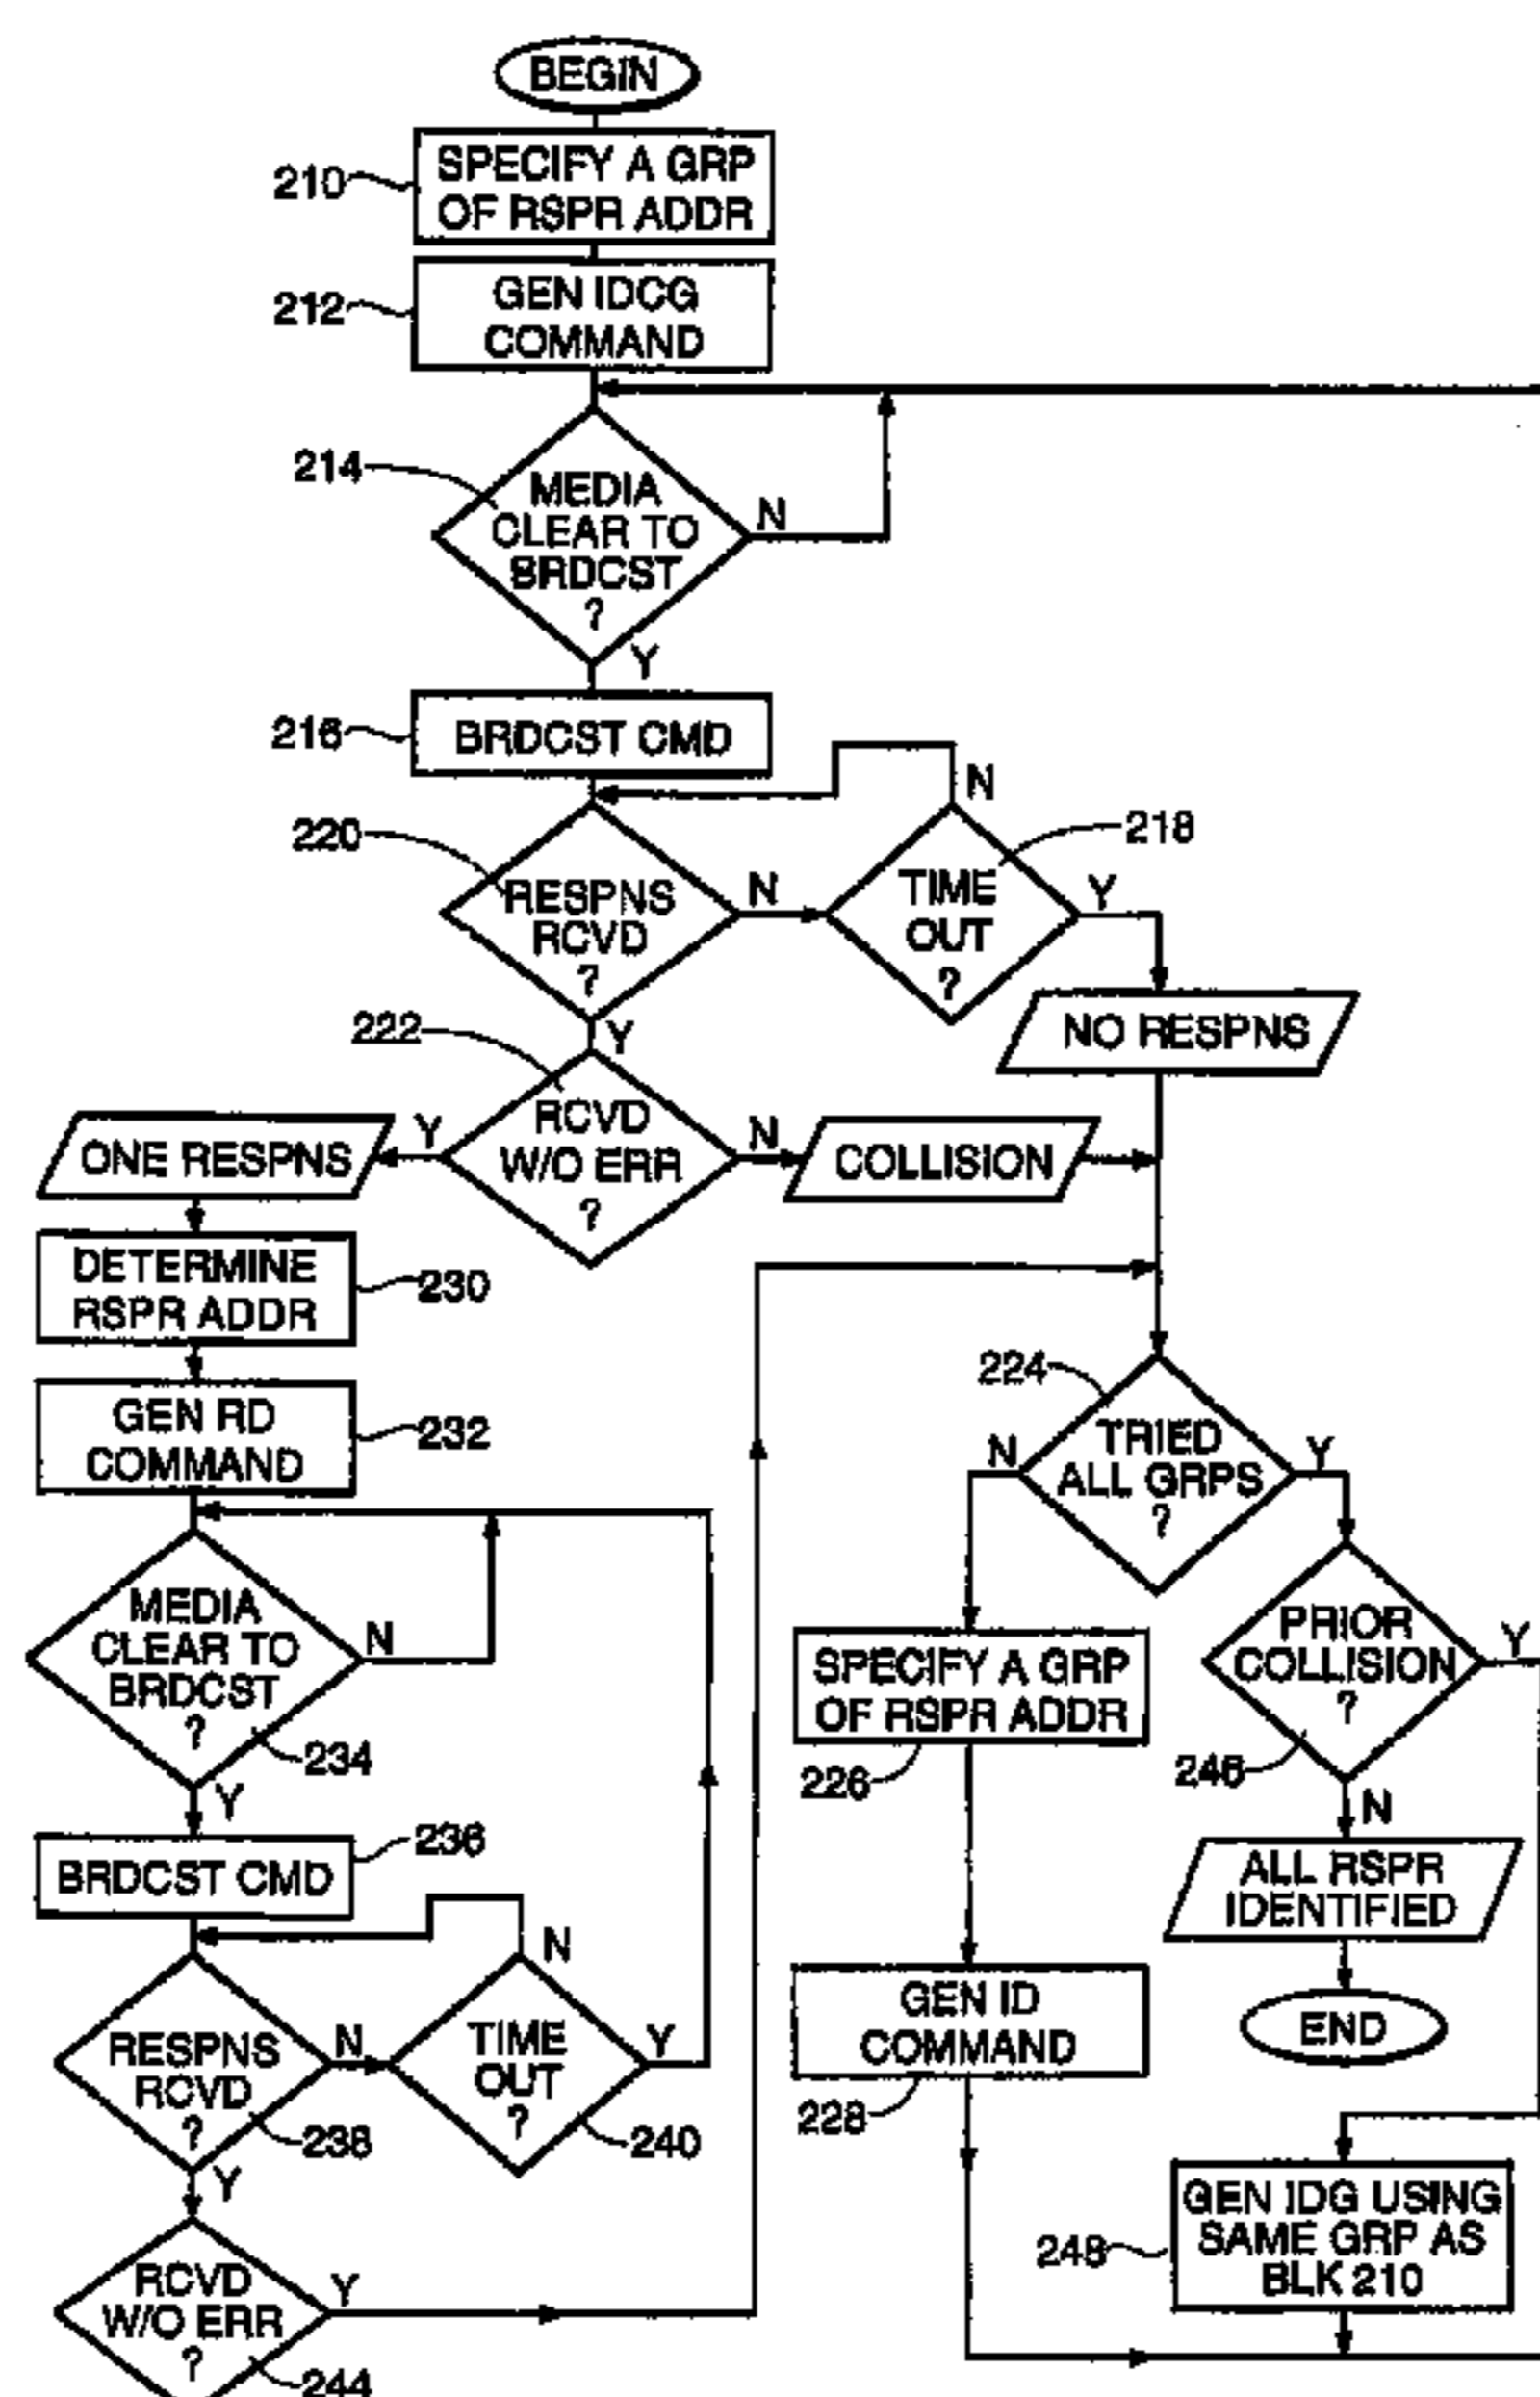 BEGIN
210
SPECIFY A GRP
OF RSPR ADDR
212
GEN IDCG
COMMAND
214
MEDIA
CLEAR TO
BRDCST
?
N
Y
216
BRDCST CMD
N
220
RESPNS
RCVD
?
N
218
TIME
OUT
?
Y
Y
NO RESPNS
222
RCVD
W/O ERR
?
Y
ONE RESPNS
N
COLLISION
DETERMINE
RSPR ADDR
230
GEN RD
COMMAND
232
224
TRIED
ALL GRPS
?
N
Y
MEDIA
CLEAR TO
BRDCST
?
N
234
Y
SPECIFY A GRP
OF RSPR ADDR
226
PRIOR
COLLISION
?
Y
246
N
BRDCST CMD
236
ALL RSPR
IDENTIFIED
N
RESPNS
RCVD
?
N
238
TIME
OUT
?
Y
240
GEN ID
COMMAND
228
END
Y
GEN IDG USING
SAME GRP AS
BLK 210
248
RCVD
W/O ERR
?
Y
244